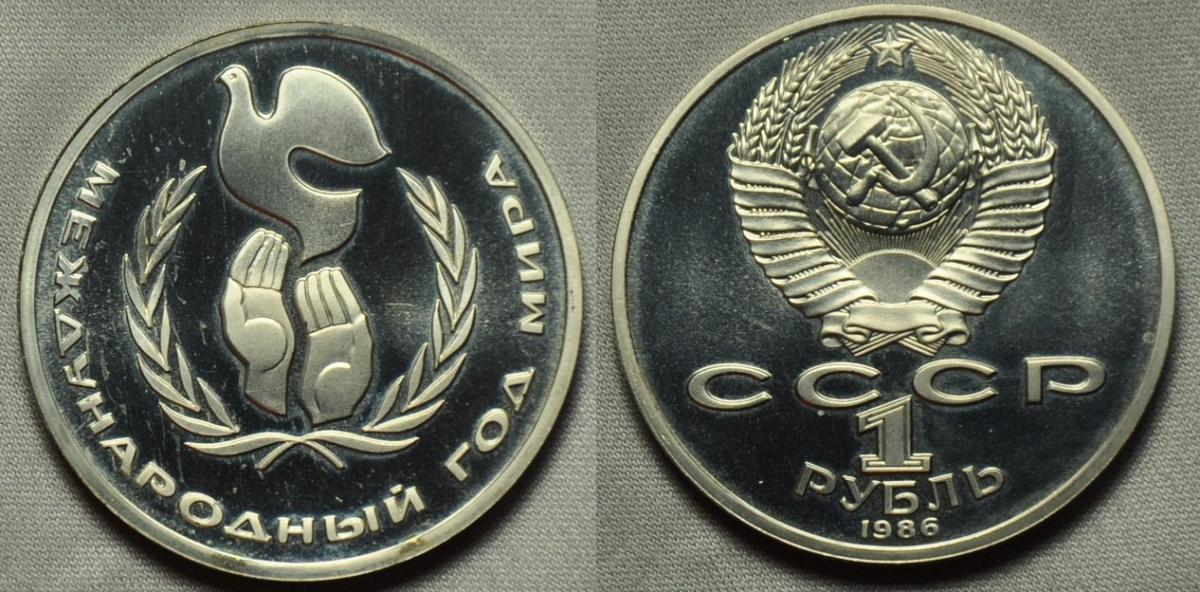 МЕЖДУНАРОДНЫЙ ГОД МИРА
СССР
1
РУБЛЬ
1986